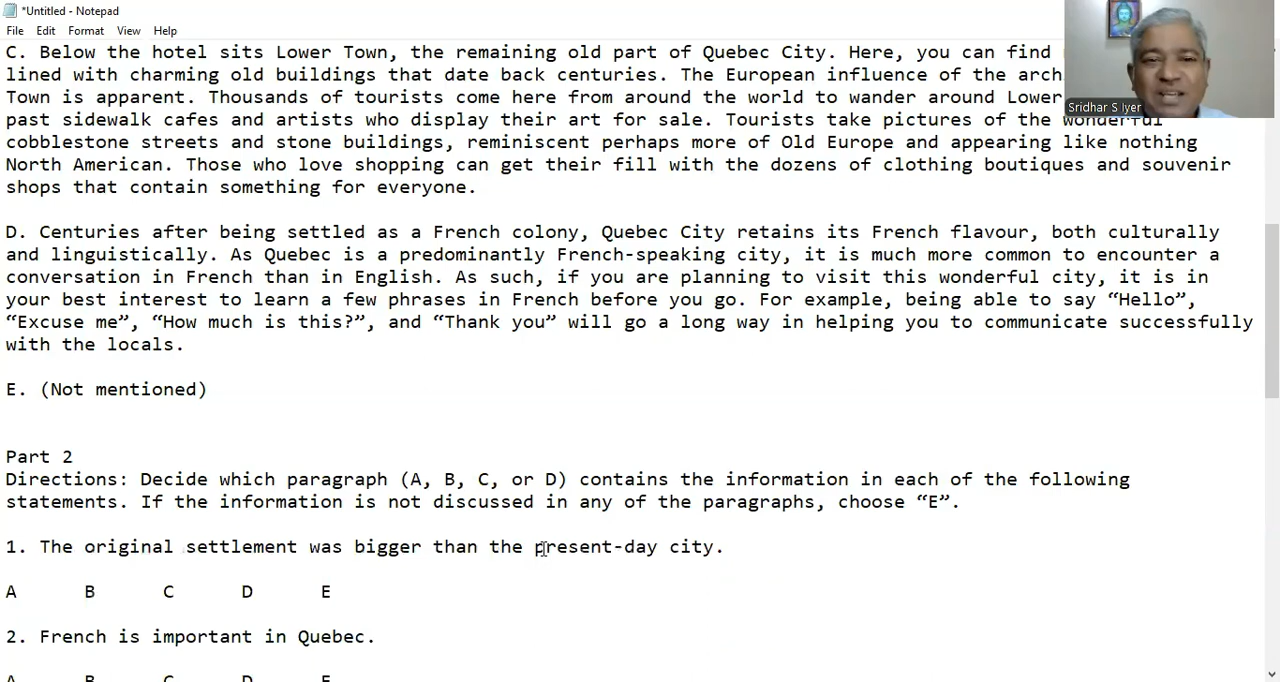 *Untitled - Notepad
File Edit Format View Help
C. Below the hotel sits Lower Town, the remaining old part of Quebec City. Here, you can find
lined with charming old buildings that date back centuries. The European influence of the arch
Town is apparent. Thousands of tourists come here from around the world to wander around Lower
Sridhar S Iyer
past sidewalk cafes and artists who display their art for sale. Tourists take pictures of the wonderful
cobblestone streets and stone buildings, reminiscent perhaps more of Old Europe and appearing like nothing
North American. Those who love shopping can get their fill with the dozens of clothing boutiques and souvenir
shops that contain something for everyone.
D. Centuries after being settled as a French colony, Quebec City retains its French flavour, both culturally
and linguistically. As Quebec is a predominantly French-speaking city, it is much more common to encounter a
conversation in French than in English. As such, if you are planning to visit this wonderful city, it is in
your best interest to learn a few phrases in French before you go. For example, being able to say “Hello”,
“Excuse me”, “How much is this?”, and “Thank you” will go a long way in helping you to communicate successfully
with the locals.
E. (Not mentioned)
Part 2
Directions: Decide which paragraph (A, B, C, or D) contains the information in each of the following
statements. If the information is not discussed in any of the paragraphs, choose “E”.
1. The original settlement was bigger than the present-day city.
A B C D E
2. French is important in Quebec.
A B C D E